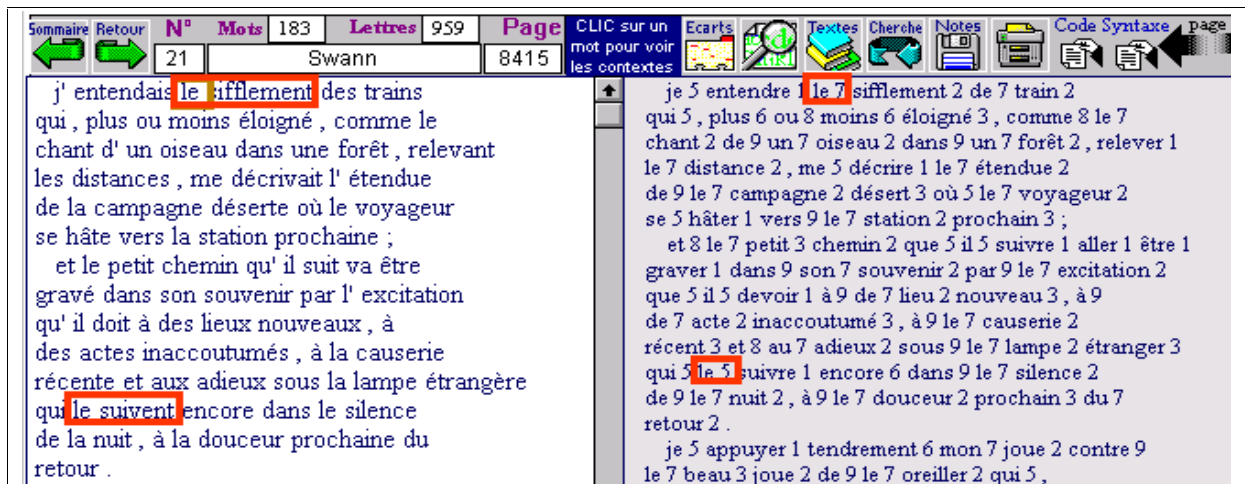 Sommaire Retour N° Mots 183 Lettres 959 Page CLIC sur un Ecarts Textes Cherche Notes Code Syntaxe page
mot pour voir
21 Swann 8415 les contextes
j' entendais le sifflement des trains
qui , plus ou moins éloigné , comme le
chant d' un oiseau dans une forêt , relevant
les distances , me décrivait l' étendue
de la campagne déserte où le voyageur
se hâte vers la station prochaine ;
et le petit chemin qu' il suit va être
gravé dans son souvenir par l' excitation
qu' il doit à des lieux nouveaux , à
des actes inaccoutumés , à la causerie
récente et aux adieux sous la lampe étrangère
qui le suivent encore dans le silence
de la nuit , à la douceur prochaine du
retour .
je 5 entendre 1 le 7 sifflement 2 de 7 train 2
qui 5 , plus 6 ou 8 moins 6 éloigné 3 , comme 8 le 7
chant 2 de 9 un 7 oiseau 2 dans 9 un 7 forêt 2 , relever 1
le 7 distance 2 , me 5 décrire 1 le 7 étendue 2
de 9 le 7 campagne 2 désert 3 où 5 le 7 voyageur 2
se 5 hâter 1 vers 9 le 7 station 2 prochain 3 ;
et 8 le 7 petit 3 chemin 2 que 5 il 5 suivre 1 aller 1 être 1
graver 1 dans 9 son 7 souvenir 2 par 9 le 7 excitation 2
que 5 il 5 devoir 1 à 9 de 7 lieu 2 nouveau 3 , à 9
de 7 acte 2 inaccoutumé 3 , à 9 le 7 causerie 2
récent 3 et 8 au 7 adieux 2 sous 9 le 7 lampe 2 étranger 3
qui 5 le 5 suivre 1 encore 6 dans 9 le 7 silence 2
de 9 le 7 nuit 2 , à 9 le 7 douceur 2 prochain 3 du 7
retour 2 .
je 5 appuyer 1 tendrement 6 mon 7 joue 2 contre 9
le 7 beau 3 joue 2 de 9 le 7 oreiller 2 qui 5 ,